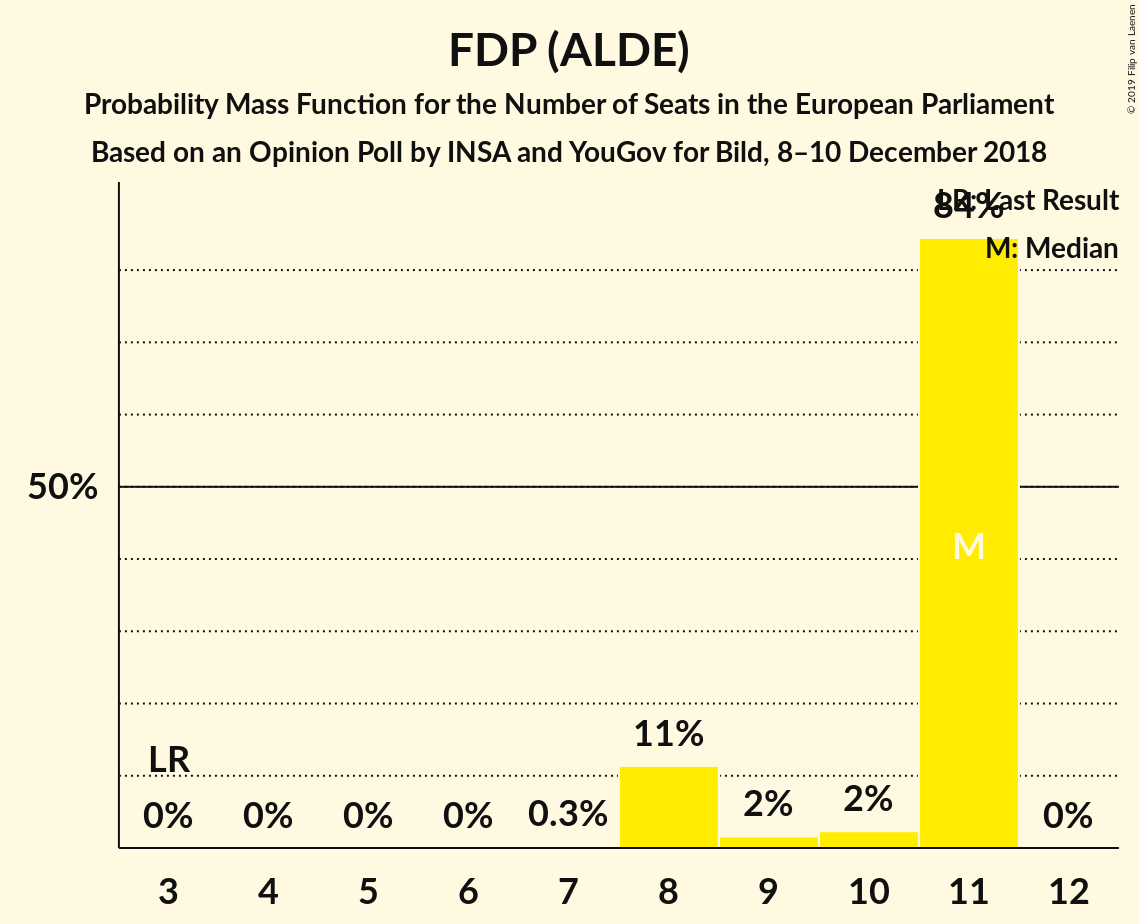 FDP (ALDE)
Probability Mass Function for the Number of Seats in the European Parliament
Based on an Opinion Poll by INSA and YouGov for Bild, 8–10 December 2018
© 2019 Filip van Laenen
LR: Last Result
M: Median
84%
50%
M
11%
LR
0% 0% 0% 0% 0.3% 2% 2% 0%
3 4 5 6 7 8 9 10 11 12